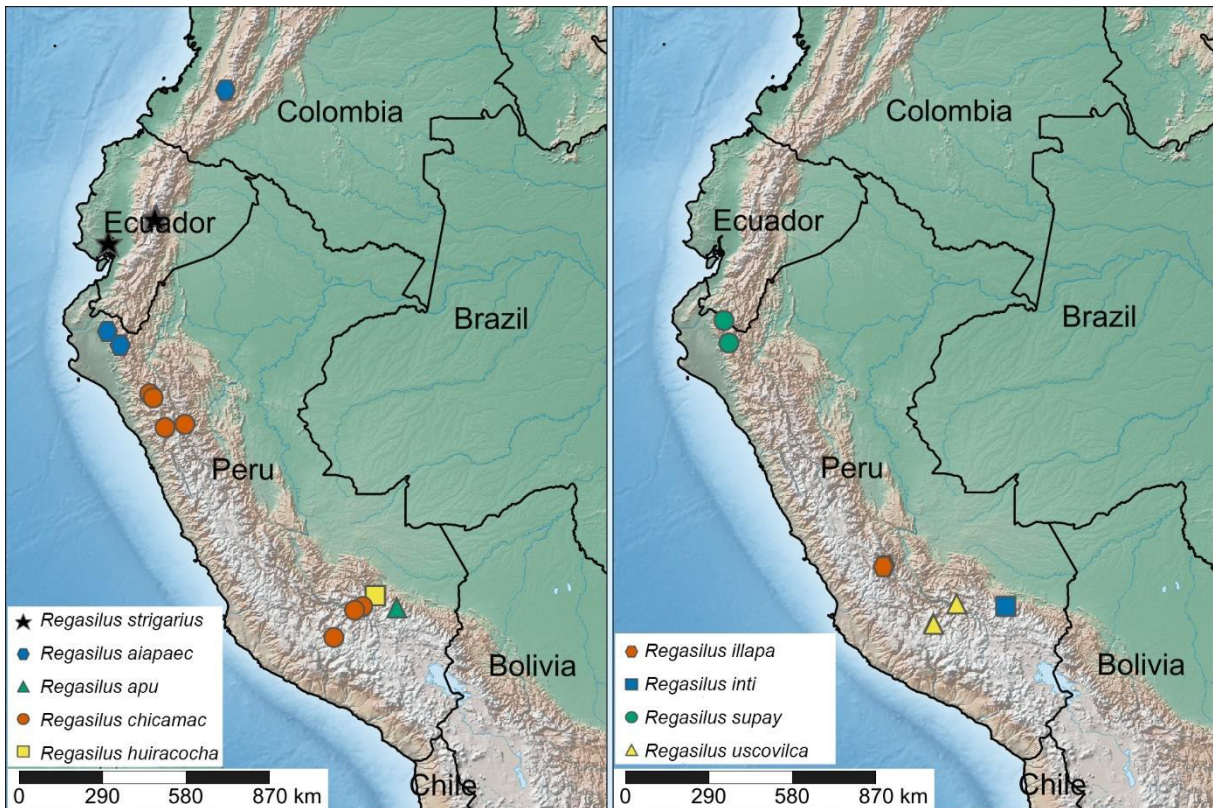 Colombia
Ecuador
Brazil
Peru
Bolivia
Chile
Regasilus strigarius
Regasilus aiapaec
Regasilus apu
Regasilus chicamac
Regasilus huiracocha
0 290 580 870 km
Colombia
Ecuador
Brazil
Peru
Bolivia
Chile
Regasilus illapa
Regasilus inti
Regasilus supay
Regasilus uscovilca
0 290 580 870 km